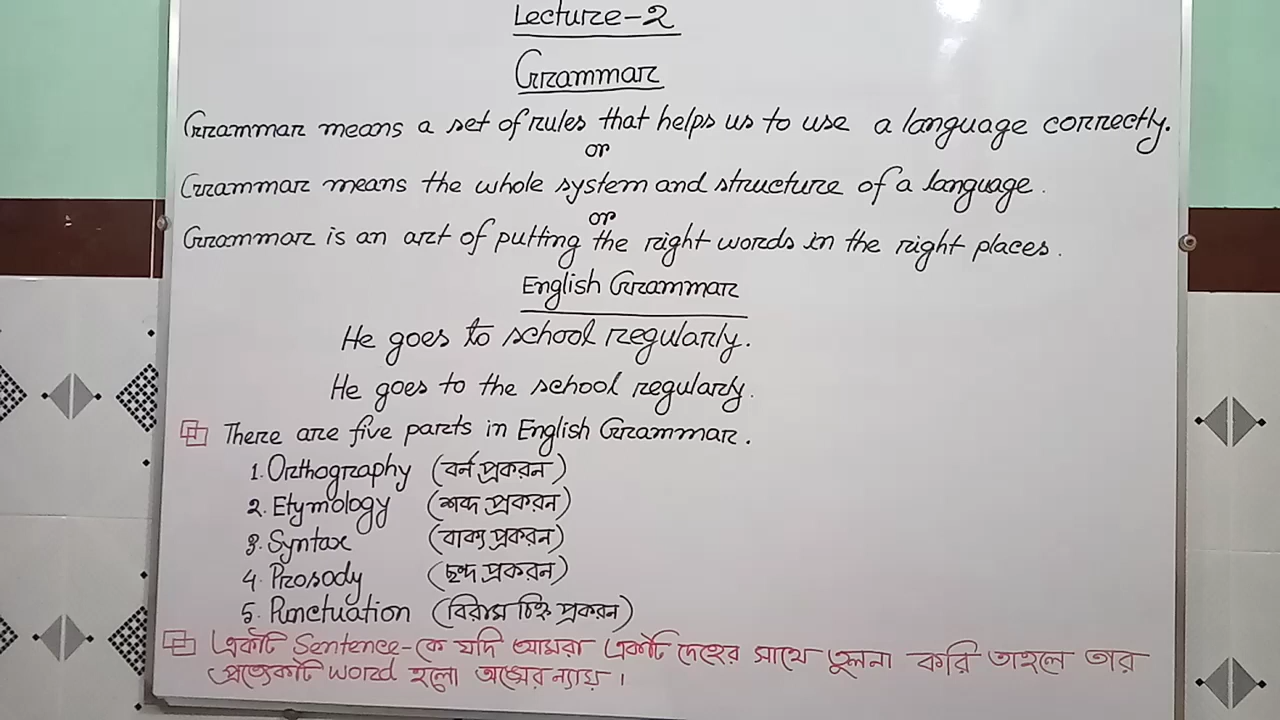 Lecture-2
Grammar
Grammar means a set of rules that helps us to use a language correctly.
or
Grammar means the whole system and structure of a language.
or
Grammar is an art of putting the right words in the right places.
English Grammar
He goes to school regularly.
He goes to the school regularly.
There are five parts in English Grammar.
1. Orthography (বর্ন প্রকরন)
2. Etymology (শব্দ প্রকরন)
3. Syntax (বাক্য প্রকরন)
4. Prosody (ছন্দ প্রকরন)
5. Punctuation (বিরাম চিহ্ন প্রকরন)
একটি Sentence-কে যদি আমরা একটি দেহের সাথে তুলনা করি তাহলে তার
প্রত্যেকটি word হলো অঙ্গের ন্যায়।